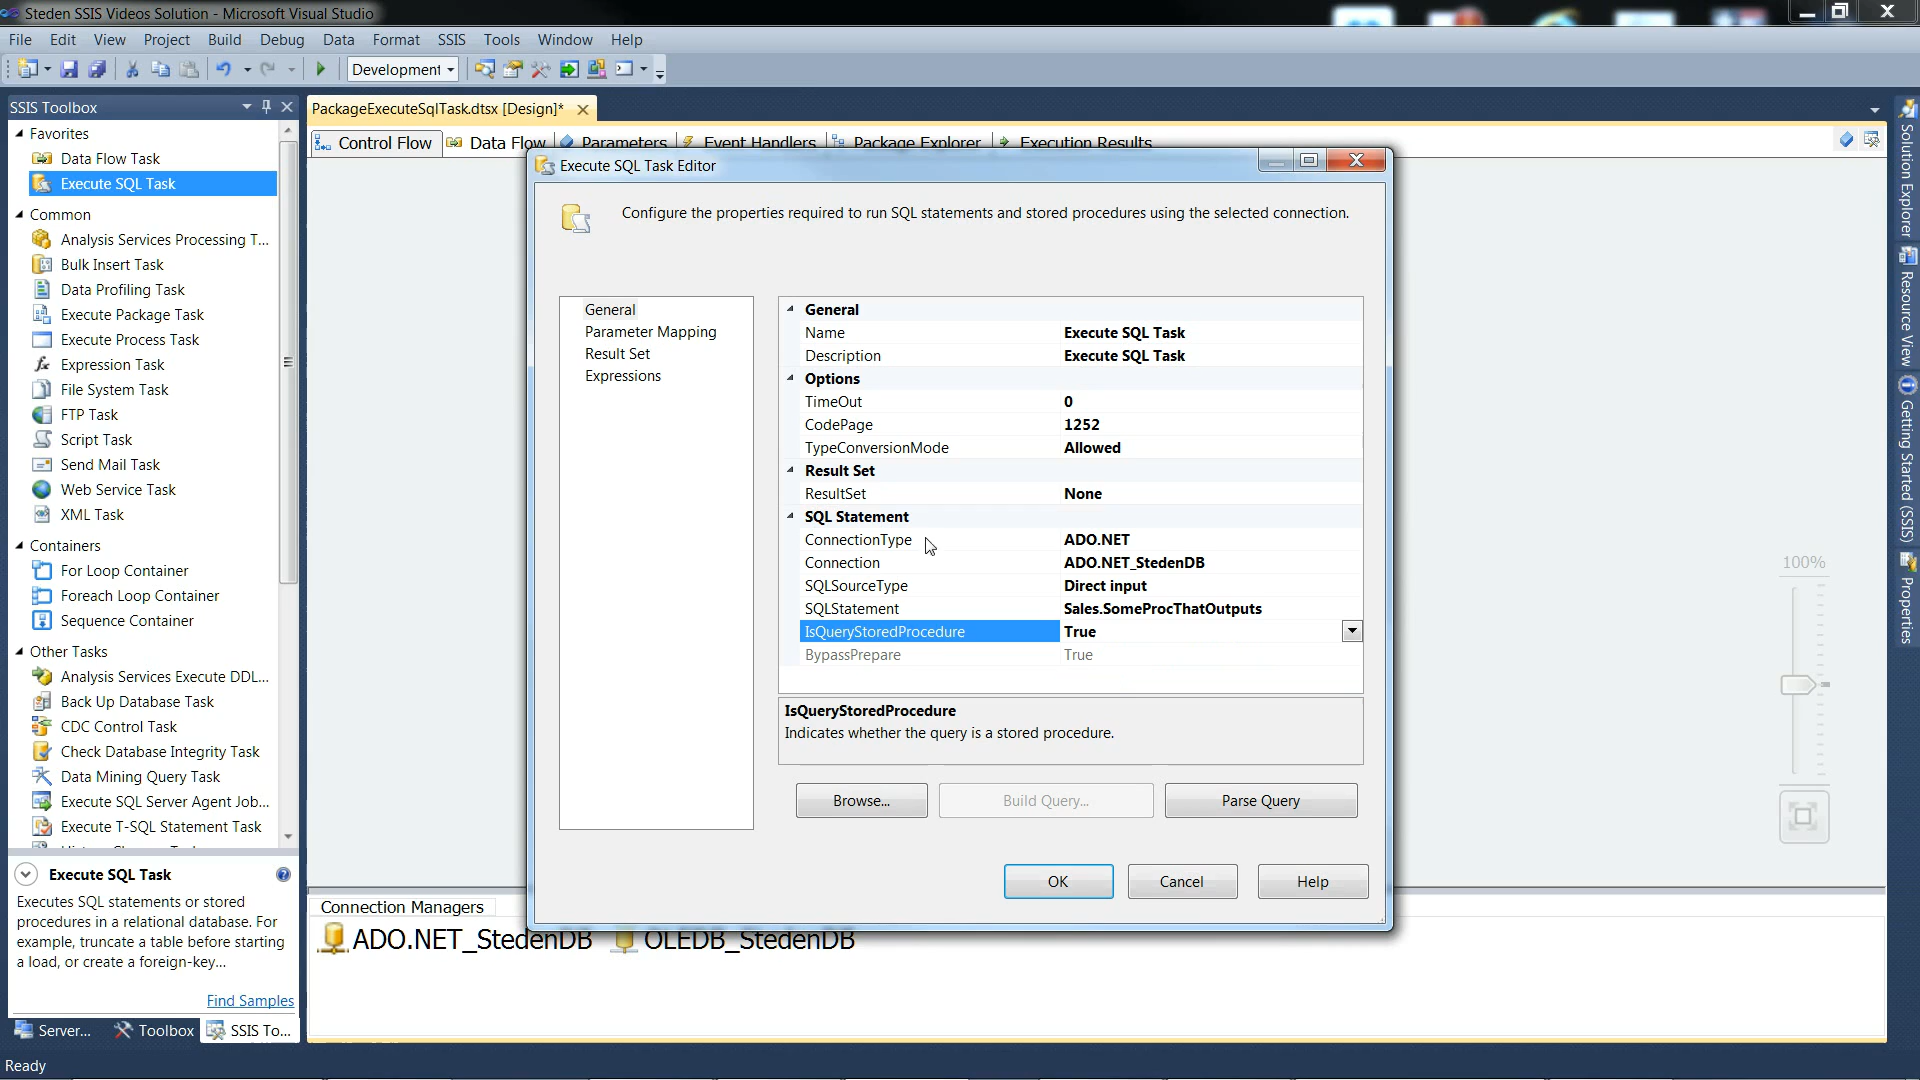 Steden SSIS Videos Solution - Microsoft Visual Studio
File Edit View Project Build Debug Data Format SSIS Tools Window Help
Development
SSIS Toolbox
PackageExecuteSqlTask.dtsx [Design]*
Control Flow Data Flow Parameters Event Handlers Package Explorer Execution Results
Favorites
Data Flow Task
Execute SQL Task
Common
Analysis Services Processing T...
Bulk Insert Task
Data Profiling Task
Execute Package Task
Execute Process Task
Expression Task
File System Task
FTP Task
Script Task
Send Mail Task
Web Service Task
XML Task
Containers
For Loop Container
Foreach Loop Container
Sequence Container
Other Tasks
Analysis Services Execute DDL...
Back Up Database Task
CDC Control Task
Check Database Integrity Task
Data Mining Query Task
Execute SQL Server Agent Job...
Execute T-SQL Statement Task
Execute SQL Task
Executes SQL statements or stored
procedures in a relational database. For
example, truncate a table before starting
a load, or create a foreign-key...
Find Samples
Server... Toolbox SSIS To...
Ready
Execute SQL Task Editor
Configure the properties required to run SQL statements and stored procedures using the selected connection.
General
Parameter Mapping
Result Set
Expressions
General
Name Execute SQL Task
Description Execute SQL Task
Options
TimeOut 0
CodePage 1252
TypeConversionMode Allowed
Result Set
ResultSet None
SQL Statement
ConnectionType ADO.NET
Connection ADO.NET_StedenDB
SQLSourceType Direct input
SQLStatement Sales.SomeProcThatOutputs
IsQueryStoredProcedure True
BypassPrepare True
IsQueryStoredProcedure
Indicates whether the query is a stored procedure.
Browse... Build Query... Parse Query
OK Cancel Help
Connection Managers
ADO.NET_StedenDB OLEDB_StedenDB
100%
Solution Explorer
Resource View
Getting Started (SSIS)
Properties